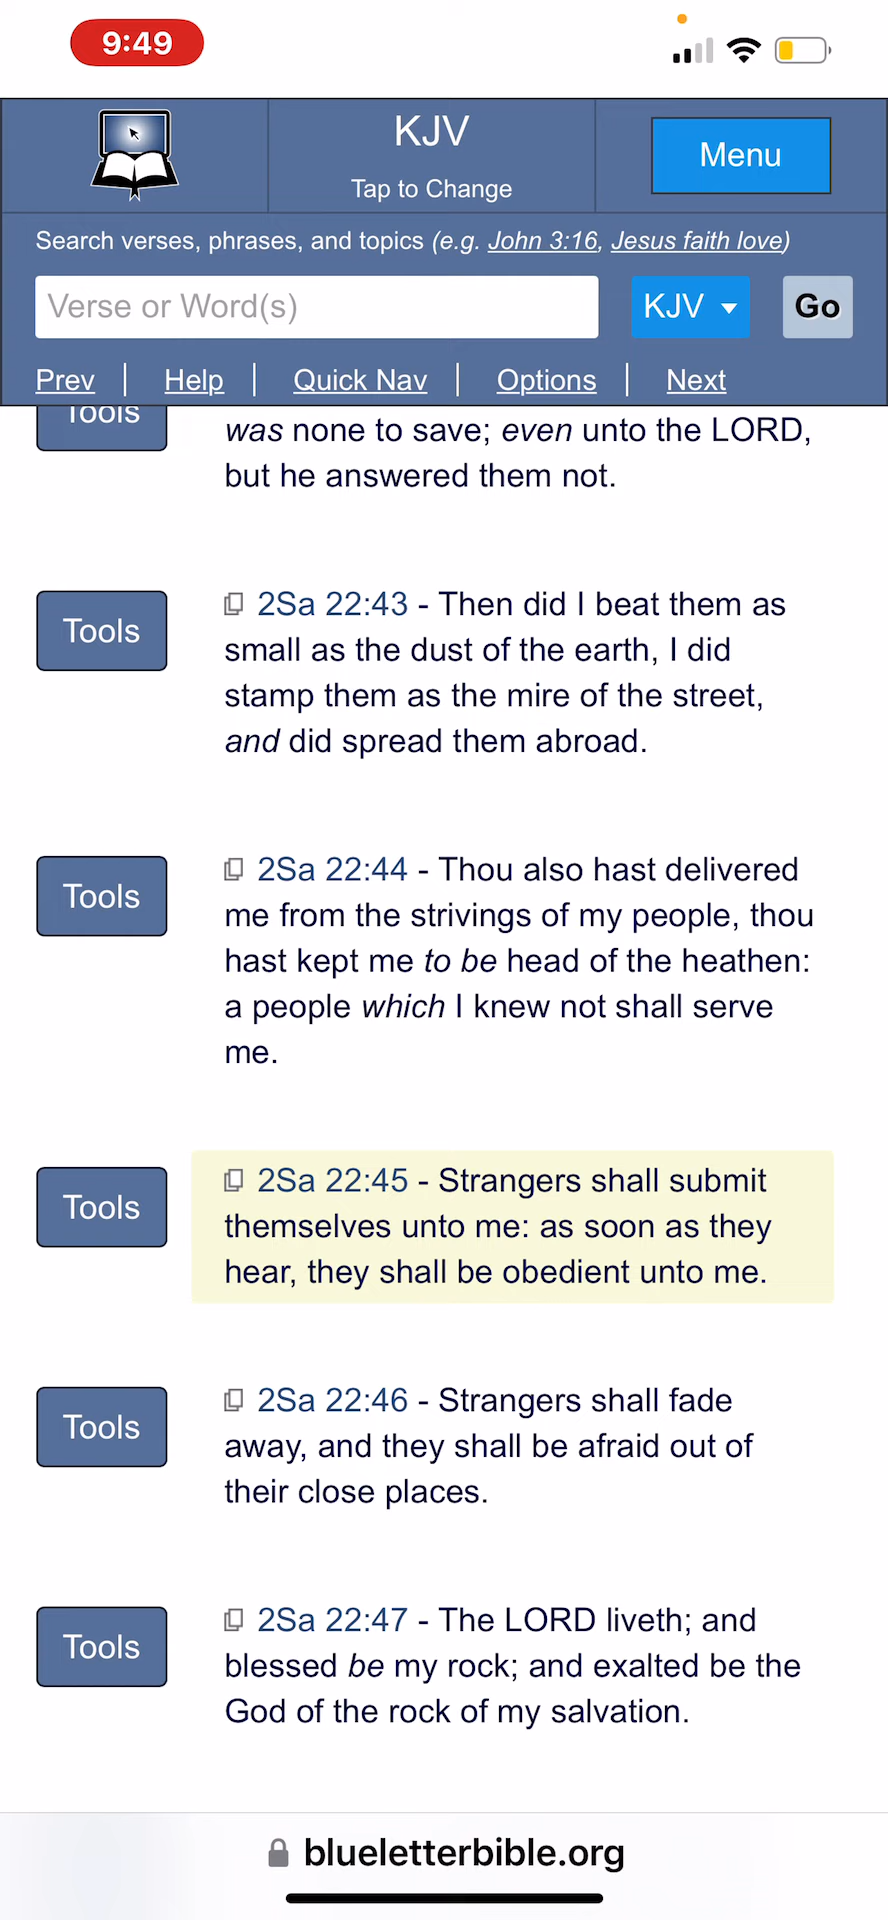 9:49
KJV
Tap to Change
Menu
Search verses, phrases, and topics (e.g. John 3:16, Jesus faith love)
Verse or Word(s)
KJV
Go
Prev | Help | Quick Nav | Options | Next
Tools
was none to save; even unto the LORD,
but he answered them not.
Tools
2Sa 22:43 - Then did I beat them as
small as the dust of the earth, I did
stamp them as the mire of the street,
and did spread them abroad.
Tools
2Sa 22:44 - Thou also hast delivered
me from the strivings of my people, thou
hast kept me to be head of the heathen:
a people which I knew not shall serve
me.
Tools
2Sa 22:45 - Strangers shall submit
themselves unto me: as soon as they
hear, they shall be obedient unto me.
Tools
2Sa 22:46 - Strangers shall fade
away, and they shall be afraid out of
their close places.
Tools
2Sa 22:47 - The LORD liveth; and
blessed be my rock; and exalted be the
God of the rock of my salvation.
blueletterbible.org